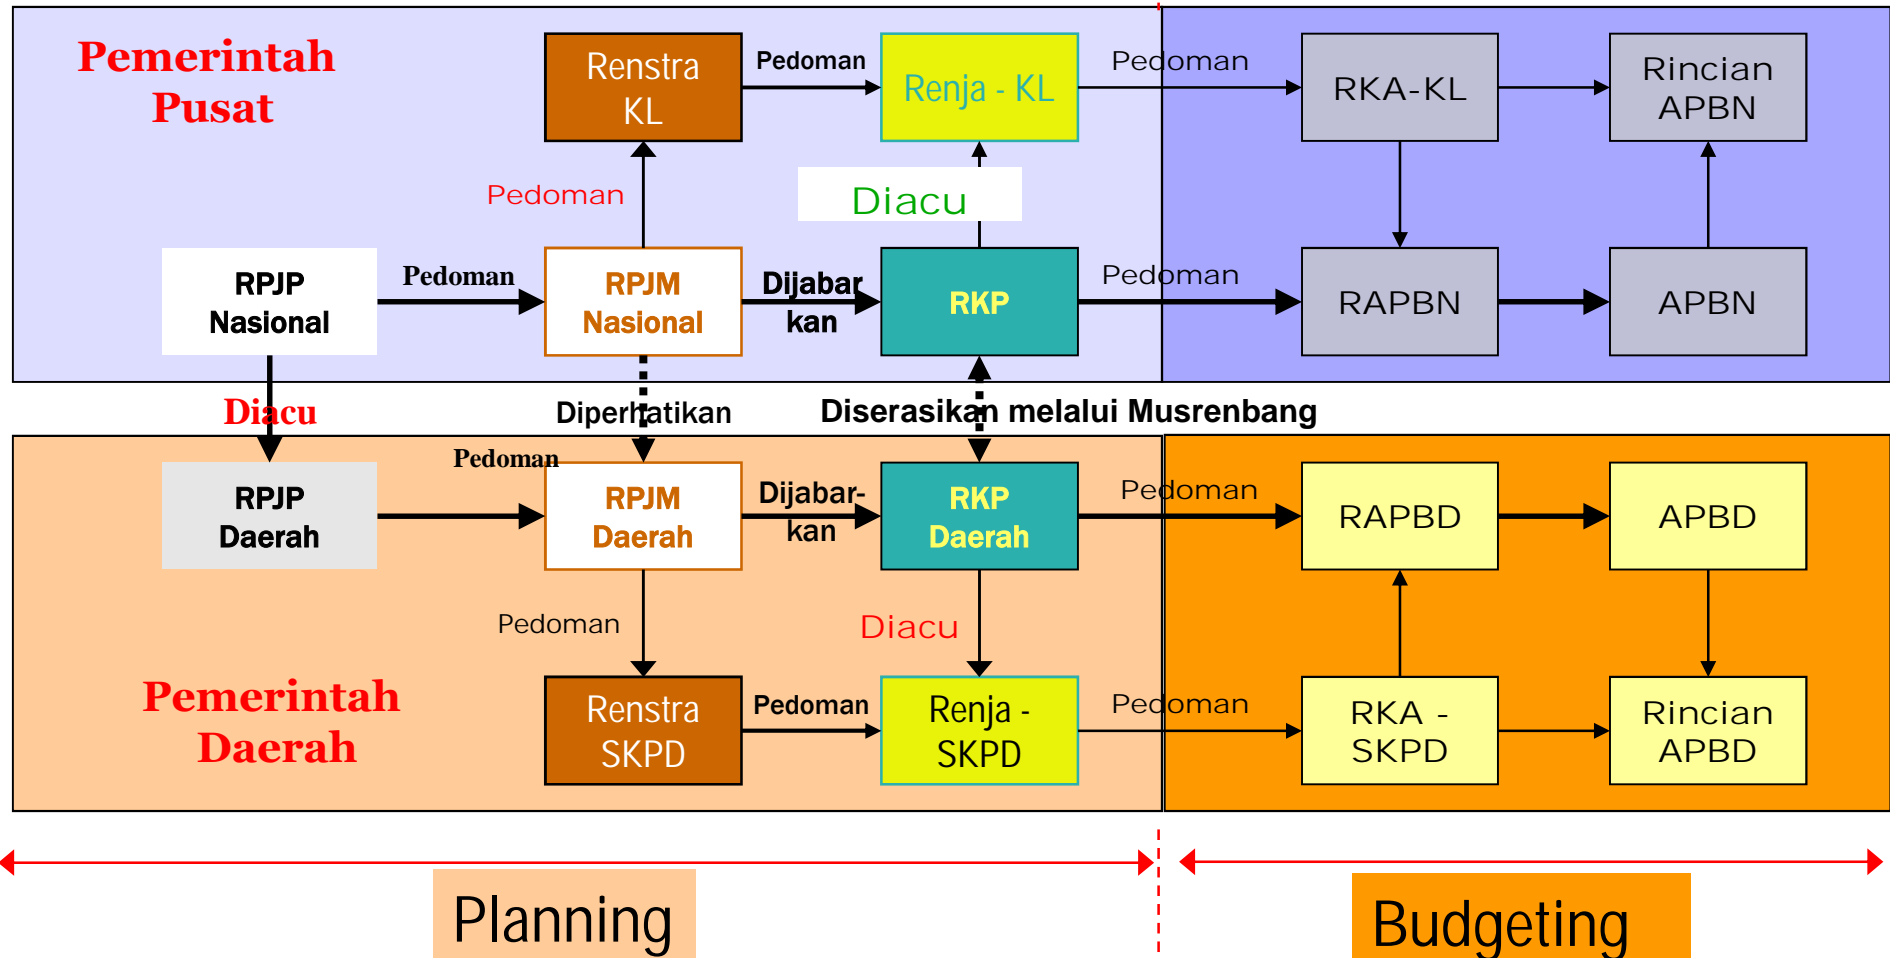 Pemerintah
Pusat
Renstra
KL
Pedoman
Renja - KL
Pedoman
RKA-KL
Rincian
APBN
Pedoman
Diacu
RPJP
Nasional
Pedoman
RPJM
Nasional
Dijabar
kan
RKP
Pedoman
RAPBN
APBN
Diacu
Diperhatikan
Diserasikan melalui Musrenbang
RPJP
Daerah
Pedoman
RPJM
Daerah
Dijabar-
kan
RKP
Daerah
Pedoman
RAPBD
APBD
Pedoman
Diacu
Pemerintah
Daerah
Renstra
SKPD
Pedoman
Renja -
SKPD
Pedoman
RKA -
SKPD
Rincian
APBD
Planning
Budgeting